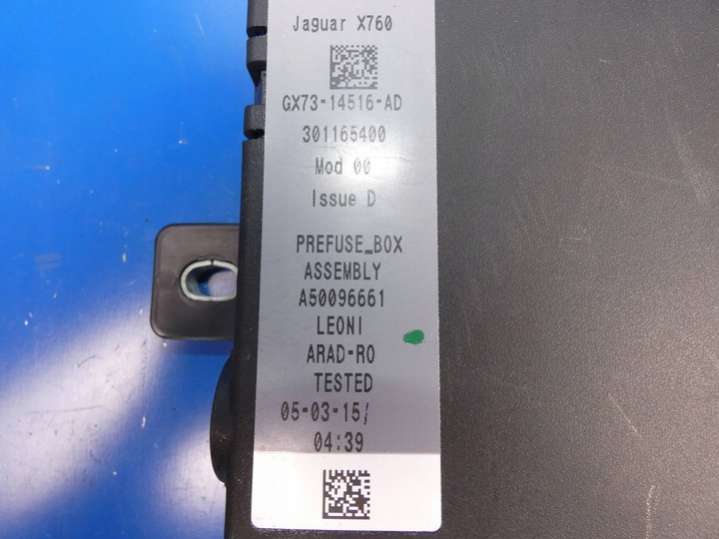 Jaguar X760
GX73-14516-AD
301165400
Mod 00
Issue D
PREFUSE_BOX
ASSEMBLY
A50096661
LEONI
ARAD-RO
TESTED
05-03-15/
04:39